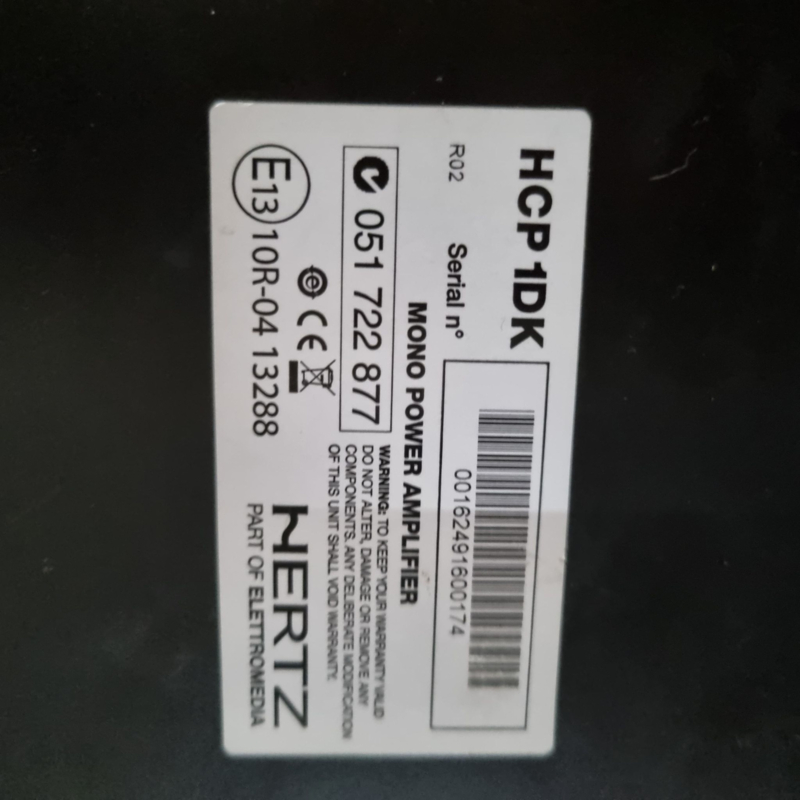 HCP 1DK
R02 Serial n° 00162491600174
MONO POWER AMPLIFIER
051 722 877
WARNING: TO KEEP YOUR WARRANTY VALID
DO NOT ALTER, DAMAGE OR REMOVE ANY
COMPONENTS. ANY DELIBERATE MODIFICATION
OF THIS UNIT SHALL VOID WARRANTY.
e CE
E13 10R-04 13288
HERTZ
PART OF ELETTROMEDIA